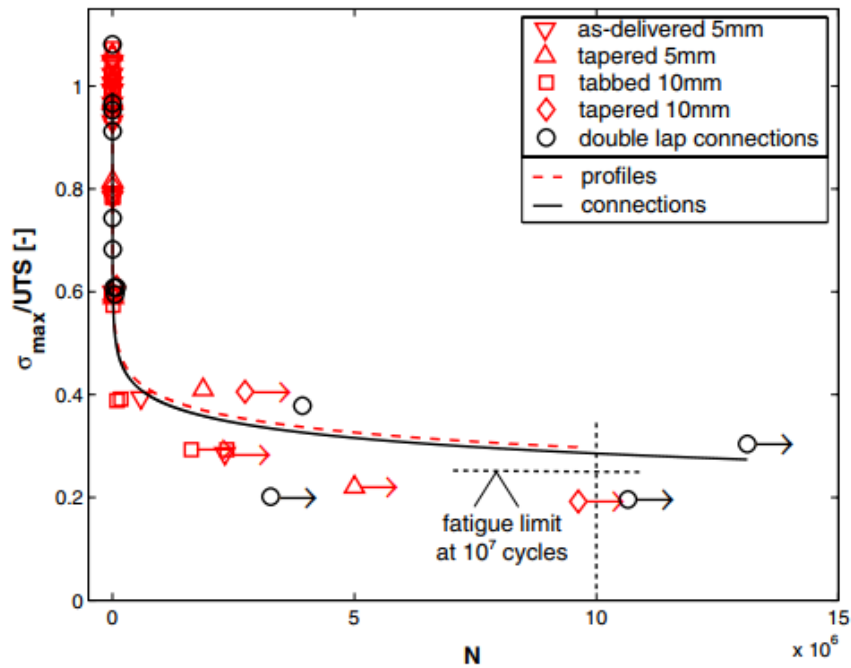 as-delivered 5mm
tapered 5mm
tabbed 10mm
tapered 10mm
double lap connections
profiles
connections
σmax/UTS [-]
1
0.8
0.6
0.4
0.2
0
fatigue limit
at 10⁷ cycles
0 5 10 15
x 10⁶
N